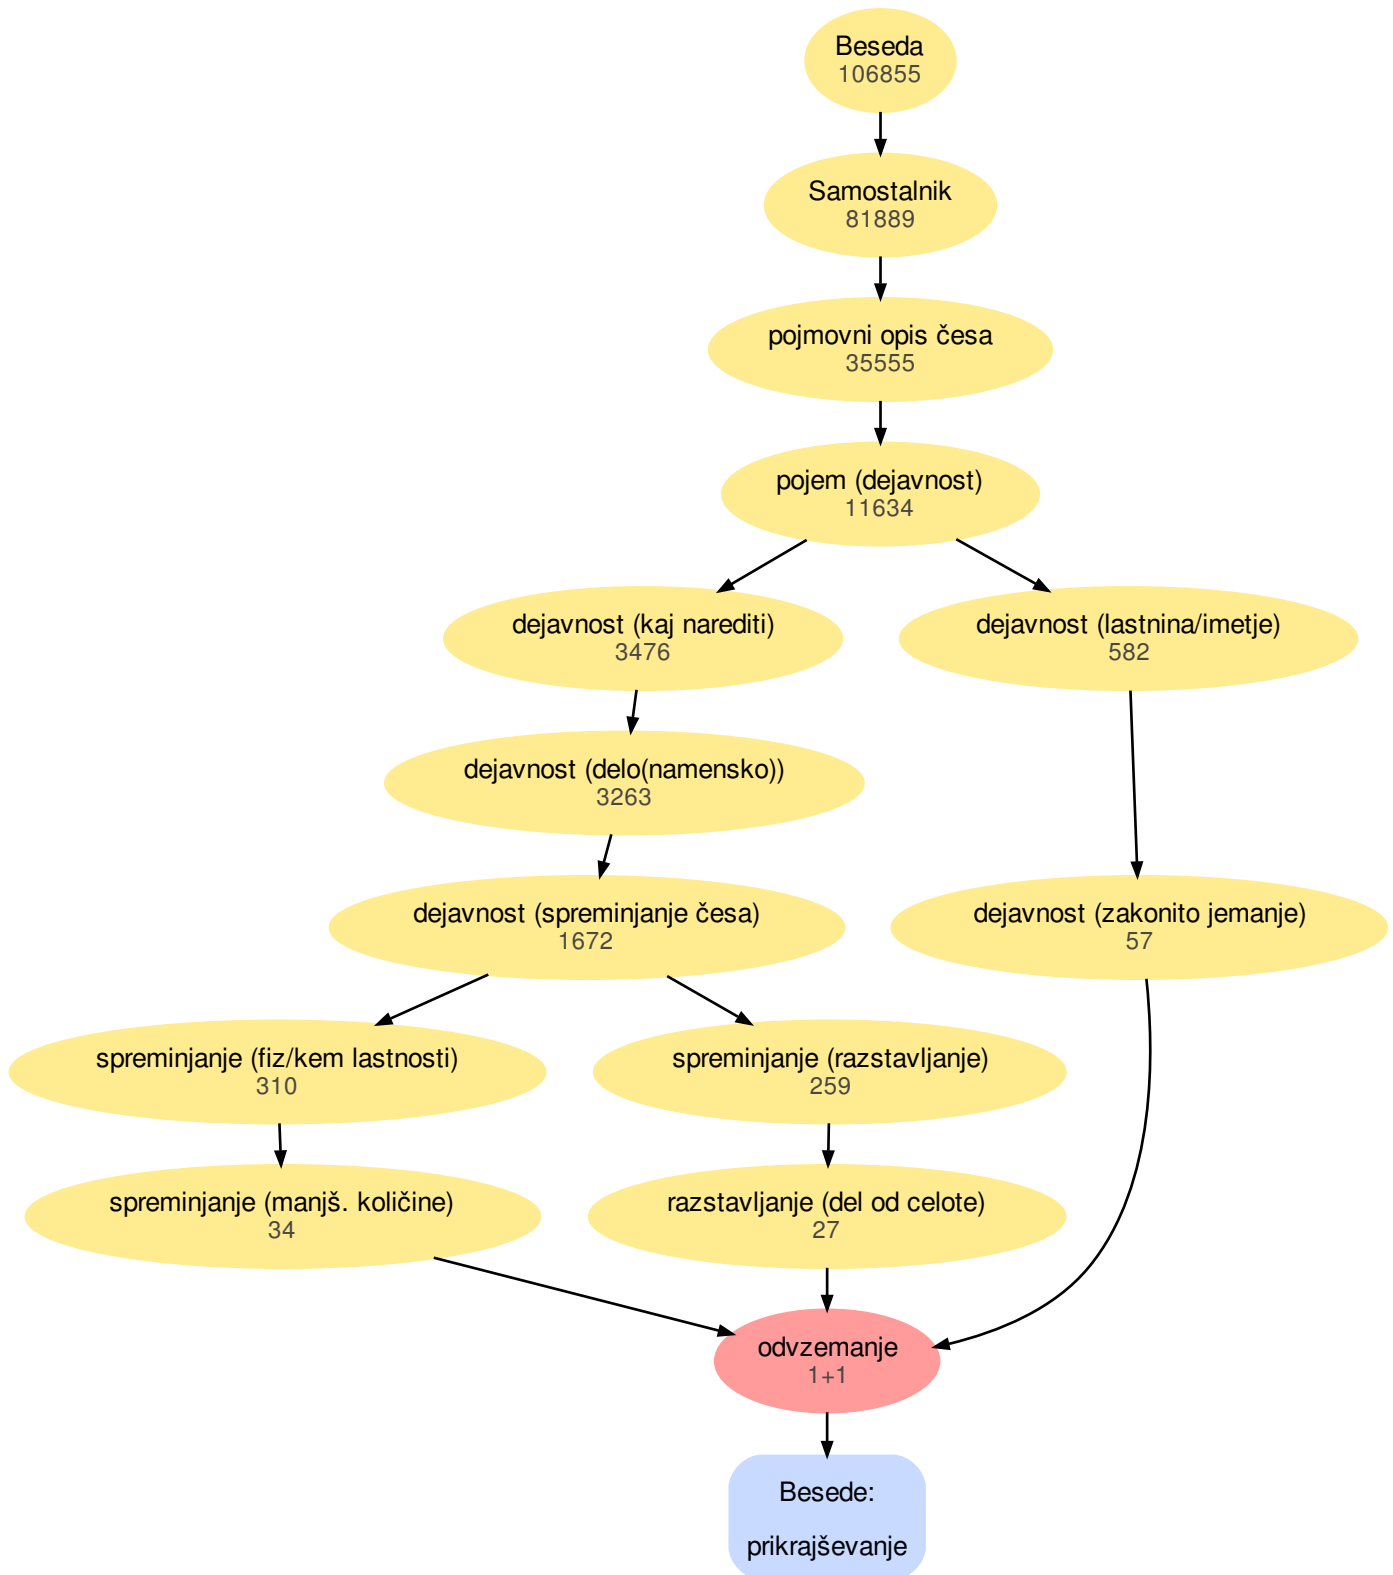 Beseda
106855
Samostalnik
81889
pojmovni opis česa
35555
pojem (dejavnost)
11634
dejavnost (kaj narediti)
3476
dejavnost (lastnina/imetje)
582
dejavnost (delo(namensko))
3263
dejavnost (spreminjanje česa)
1672
dejavnost (zakonito jemanje)
57
spreminjanje (fiz/kem lastnosti)
310
spreminjanje (razstavljanje)
259
spreminjanje (manjš. količine)
34
razstavljanje (del od celote)
27
odvzemanje
1+1
Besede:
prikrajševanje